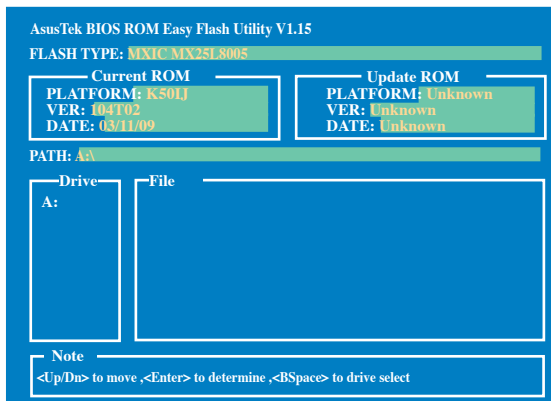 AsusTek BIOS ROM Easy Flash Utility V1.15
FLASH TYPE: MXIC MX25L8005
Current ROM
PLATFORM: K50IJ
VER: 104T02
DATE: 03/11/09
Update ROM
PLATFORM: Unknown
VER: Unknown
DATE: Unknown
PATH: A:\
Drive
A:
File
Note
<Up/Dn> to move ,<Enter> to determine ,<BSpace> to drive select